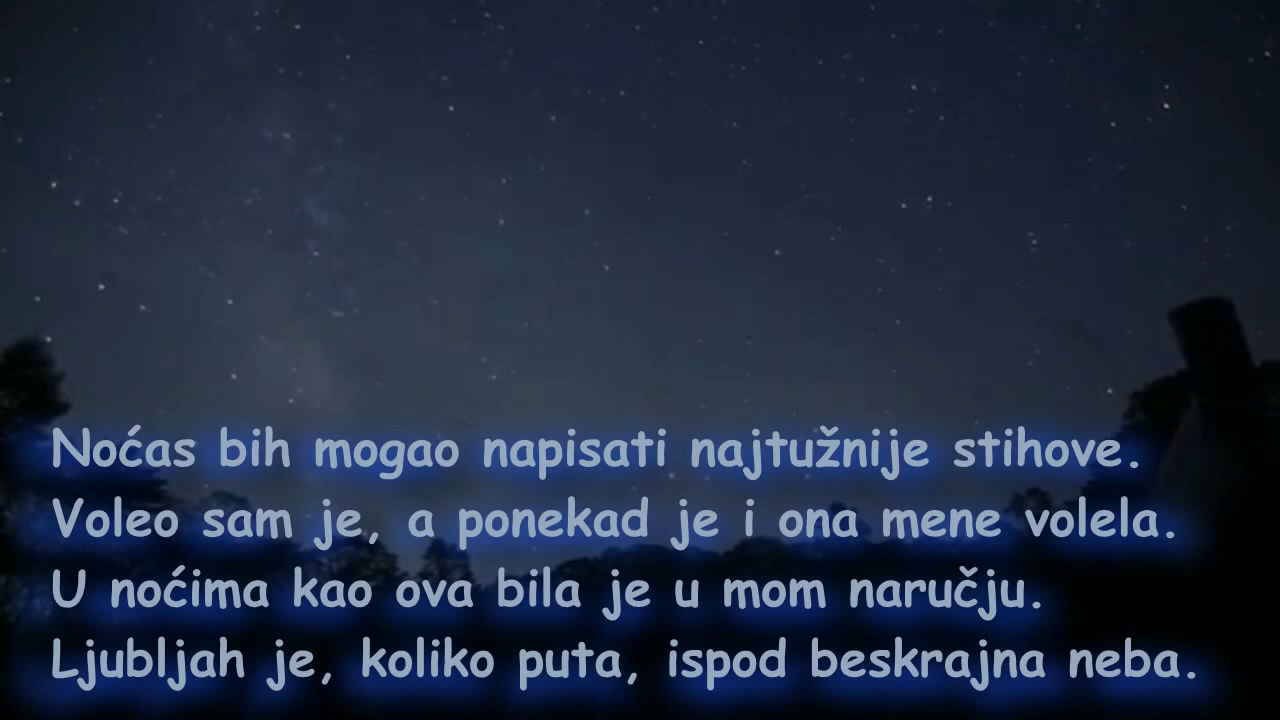 Noćas bih mogao napisati najtužnije stihove.
Voleo sam je, a ponekad je i ona mene volela.
U noćima kao ova bila je u mom naručju.
Ljubljah je, koliko puta, ispod beskrajna neba.